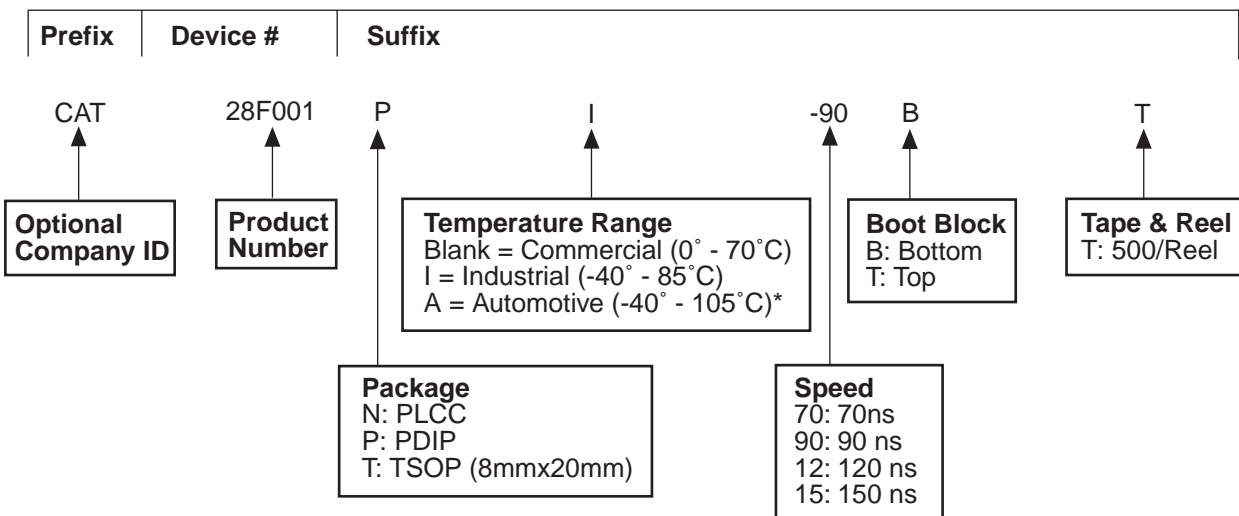 Prefix Device # Suffix
CAT 28F001 P I -90 B T
Optional
Company ID
Product
Number
Temperature Range
Blank = Commercial (0˚ - 70˚C)
I = Industrial (-40˚ - 85˚C)
A = Automotive (-40˚ - 105˚C)*
Boot Block
B: Bottom
T: Top
Tape & Reel
T: 500/Reel
Package
N: PLCC
P: PDIP
T: TSOP (8mmx20mm)
Speed
70: 70ns
90: 90 ns
12: 120 ns
15: 150 ns